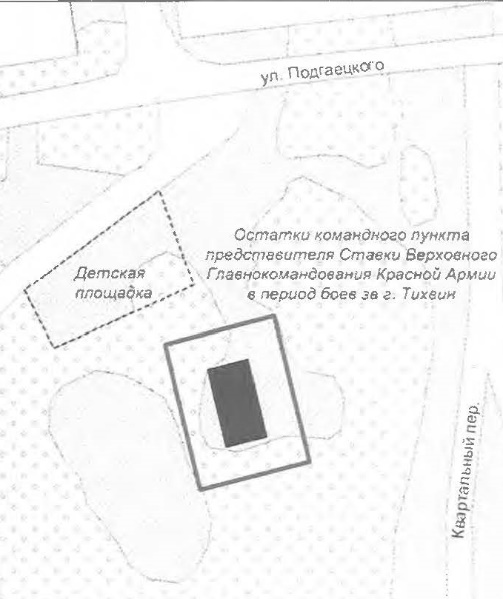 ул. Подгаецкого
Остатки командного пункта
представителя Ставки Верховного
Главнокомандования Красной Армии
в период боев за г. Тихвин
Детская
площадка
Квартальный пер.